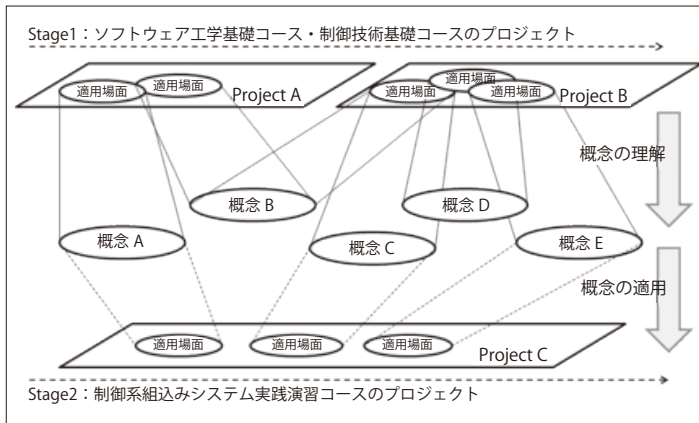 Stage1：ソフトウェア工学基礎コース・制御技術基礎コースのプロジェクト
適用場面
適用場面
Project A
適用場面
適用場面
適用場面
Project B
概念の理解
概念 B
概念 D
概念 A
概念 C
概念 E
概念の適用
適用場面
適用場面
適用場面
Project C
Stage2：制御系組込みシステム実践演習コースのプロジェクト